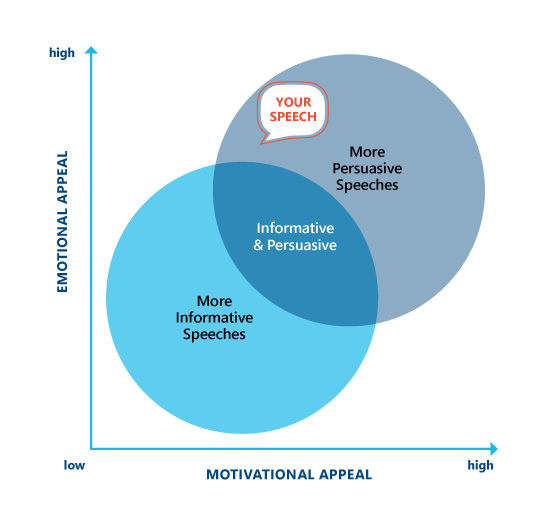 high
YOUR
SPEECH
More
Persuasive
Speeches
EMOTIONAL APPEAL
Informative
& Persuasive
More
Informative
Speeches
low
high
MOTIVATIONAL APPEAL